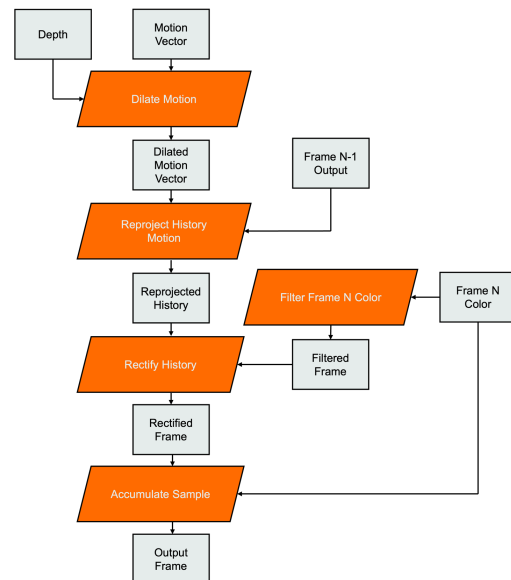 Depth
Motion
Vector
Dilate Motion
Dilated
Motion
Vector
Frame N-1
Output
Reproject History
Motion
Reprojected
History
Filter Frame N Color
Frame N
Color
Rectify History
Filtered
Frame
Rectified
Frame
Accumulate Sample
Output
Frame